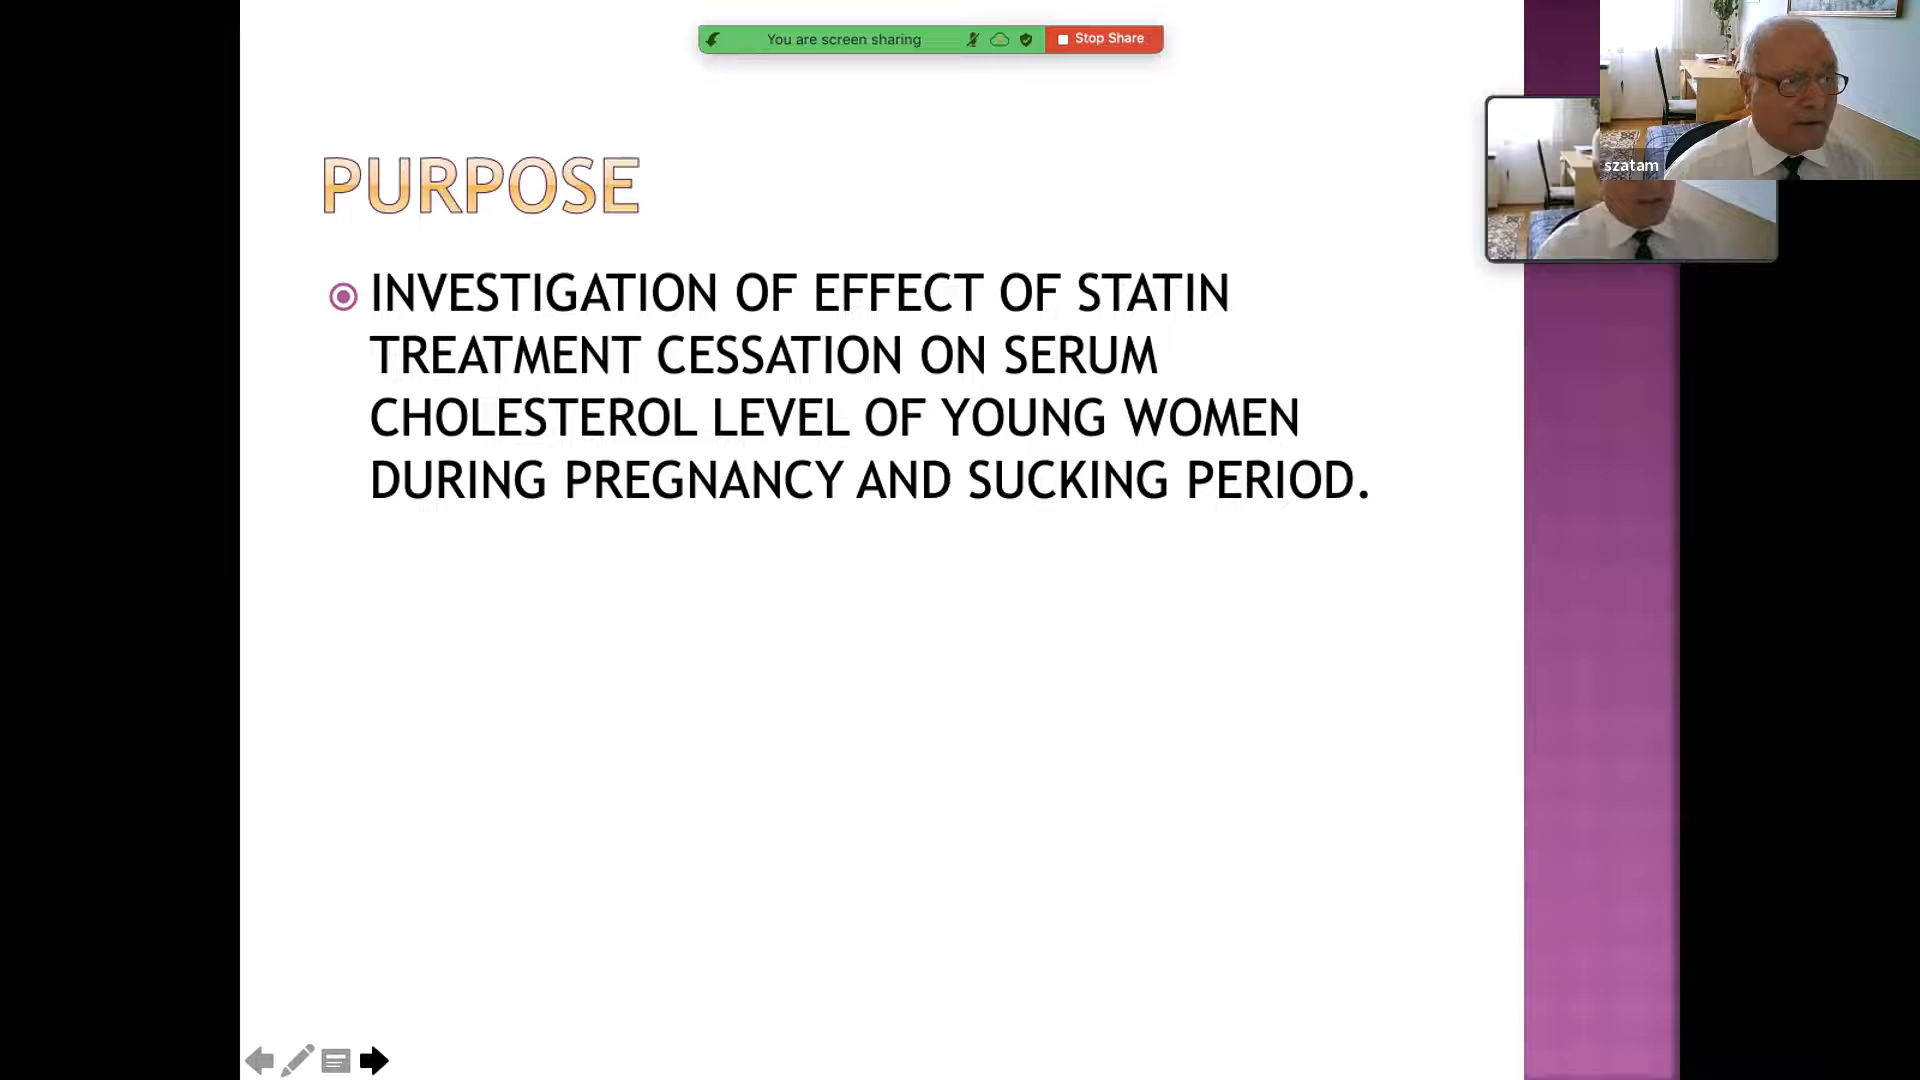 You are screen sharing
Stop Share
szatam
PURPOSE
INVESTIGATION OF EFFECT OF STATIN
TREATMENT CESSATION ON SERUM
CHOLESTEROL LEVEL OF YOUNG WOMEN
DURING PREGNANCY AND SUCKING PERIOD.